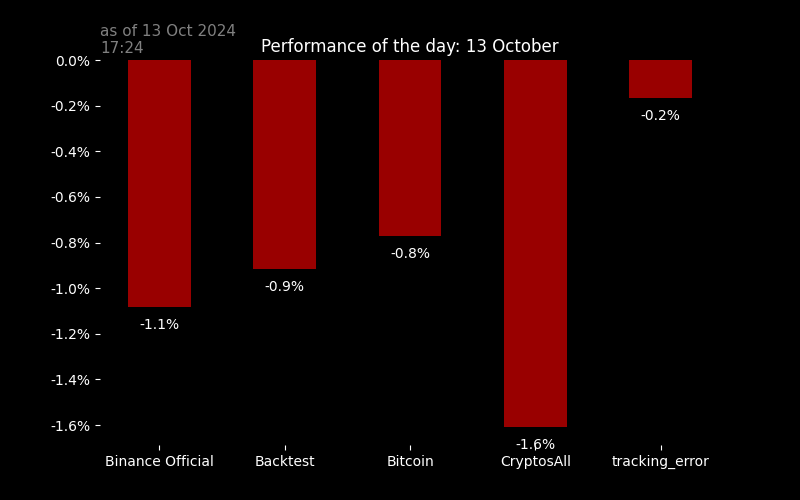 as of 13 Oct 2024
17:24
Performance of the day: 13 October
0.0%
-0.2%
-0.4%
-0.6%
-0.8%
-1.0%
-1.2%
-1.4%
-1.6%
-1.1%
-0.9%
-0.8%
-1.6%
-0.2%
Binance Official
Backtest
Bitcoin
CryptosAll
tracking_error